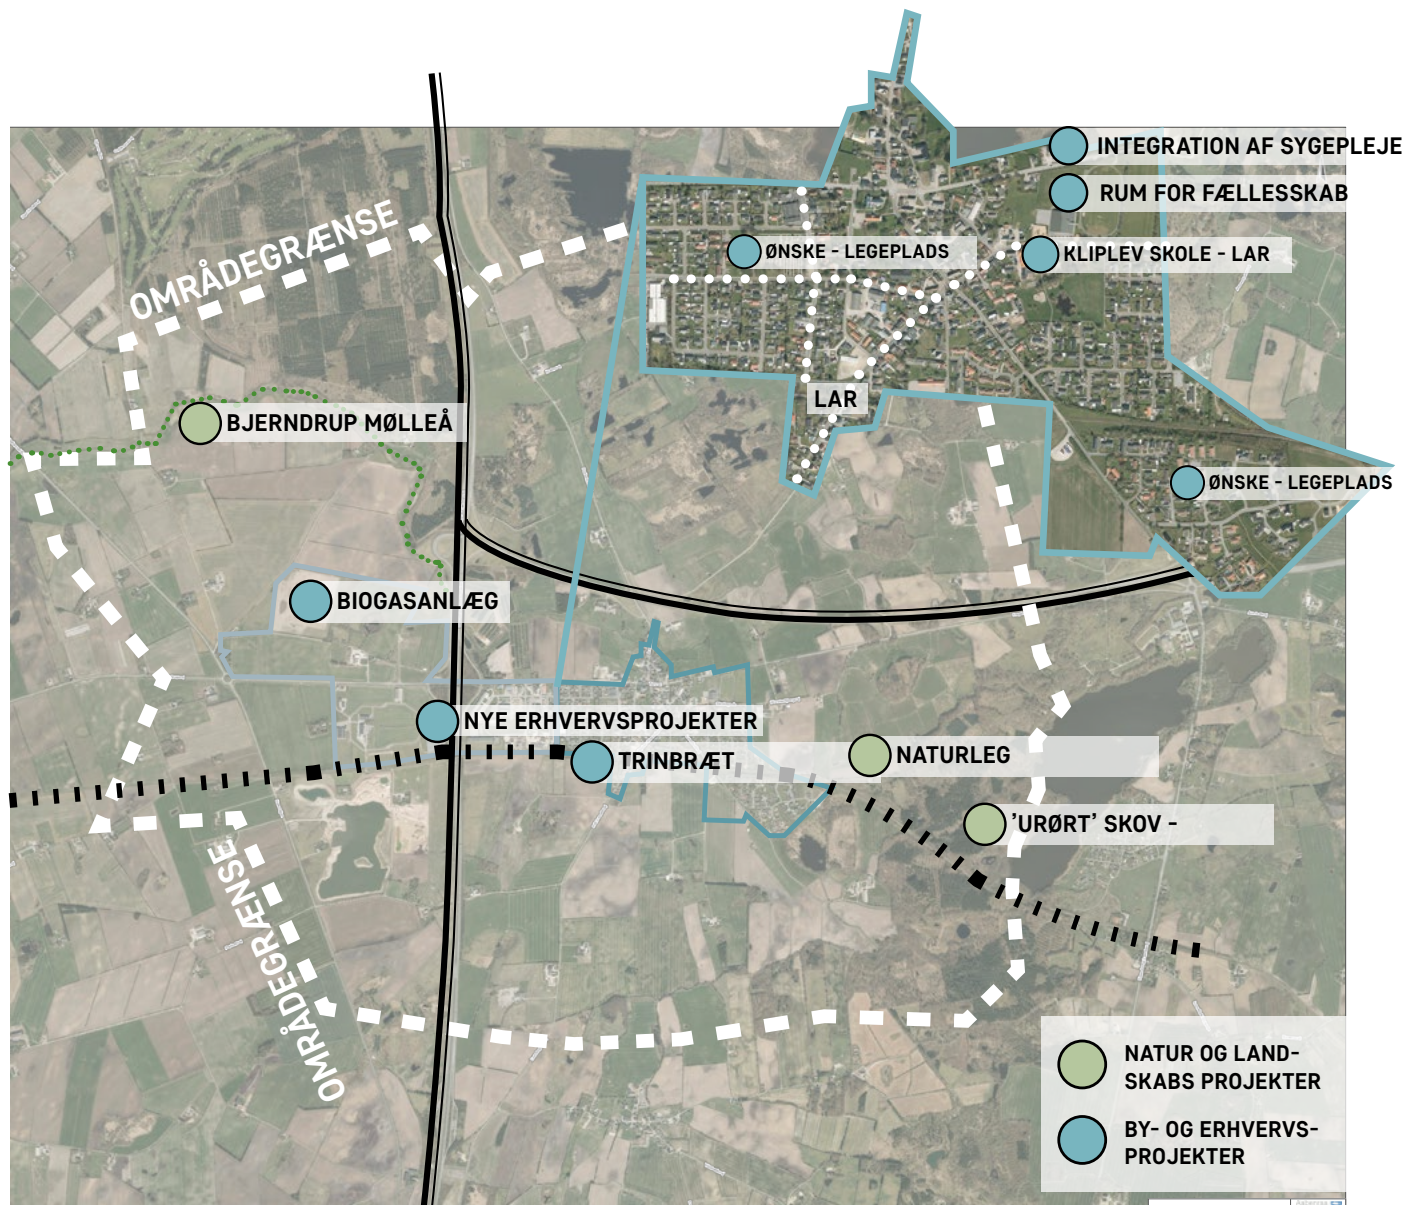 INTEGRATION AF SYGEPLEJE
RUM FOR FÆLLESSKAB
OMRÅDEGRÆNSE
ØNSKE - LEGEPLADS
KLIPLEV SKOLE - LAR
LAR
BJERNDRUP MØLLEÅ
ØNSKE - LEGEPLADS
BIOGASANLÆG
NYE ERHVERVSPROJEKTER
TRINBRÆT
NATURLEG
'URØRT' SKOV -
OMRÅDEGRÆNSE
NATUR OG LAND-
SKABS PROJEKTER
BY- OG ERHVERVS-
PROJEKTER